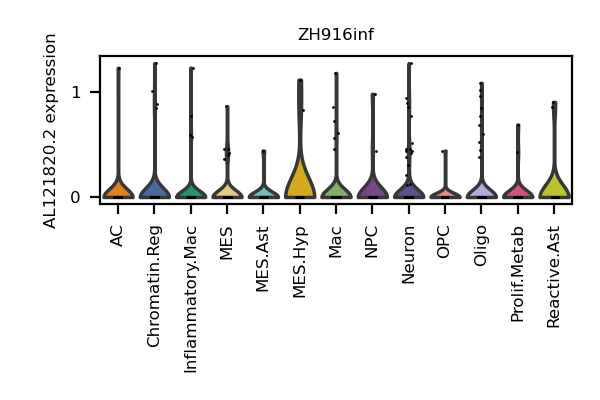 ZH916inf
AL121820.2 expression
1
0
AC
Chromatin.Reg
Inflammatory.Mac
MES
MES.Ast
MES.Hyp
Mac
NPC
Neuron
OPC
Oligo
Prolif.Metab
Reactive.Ast